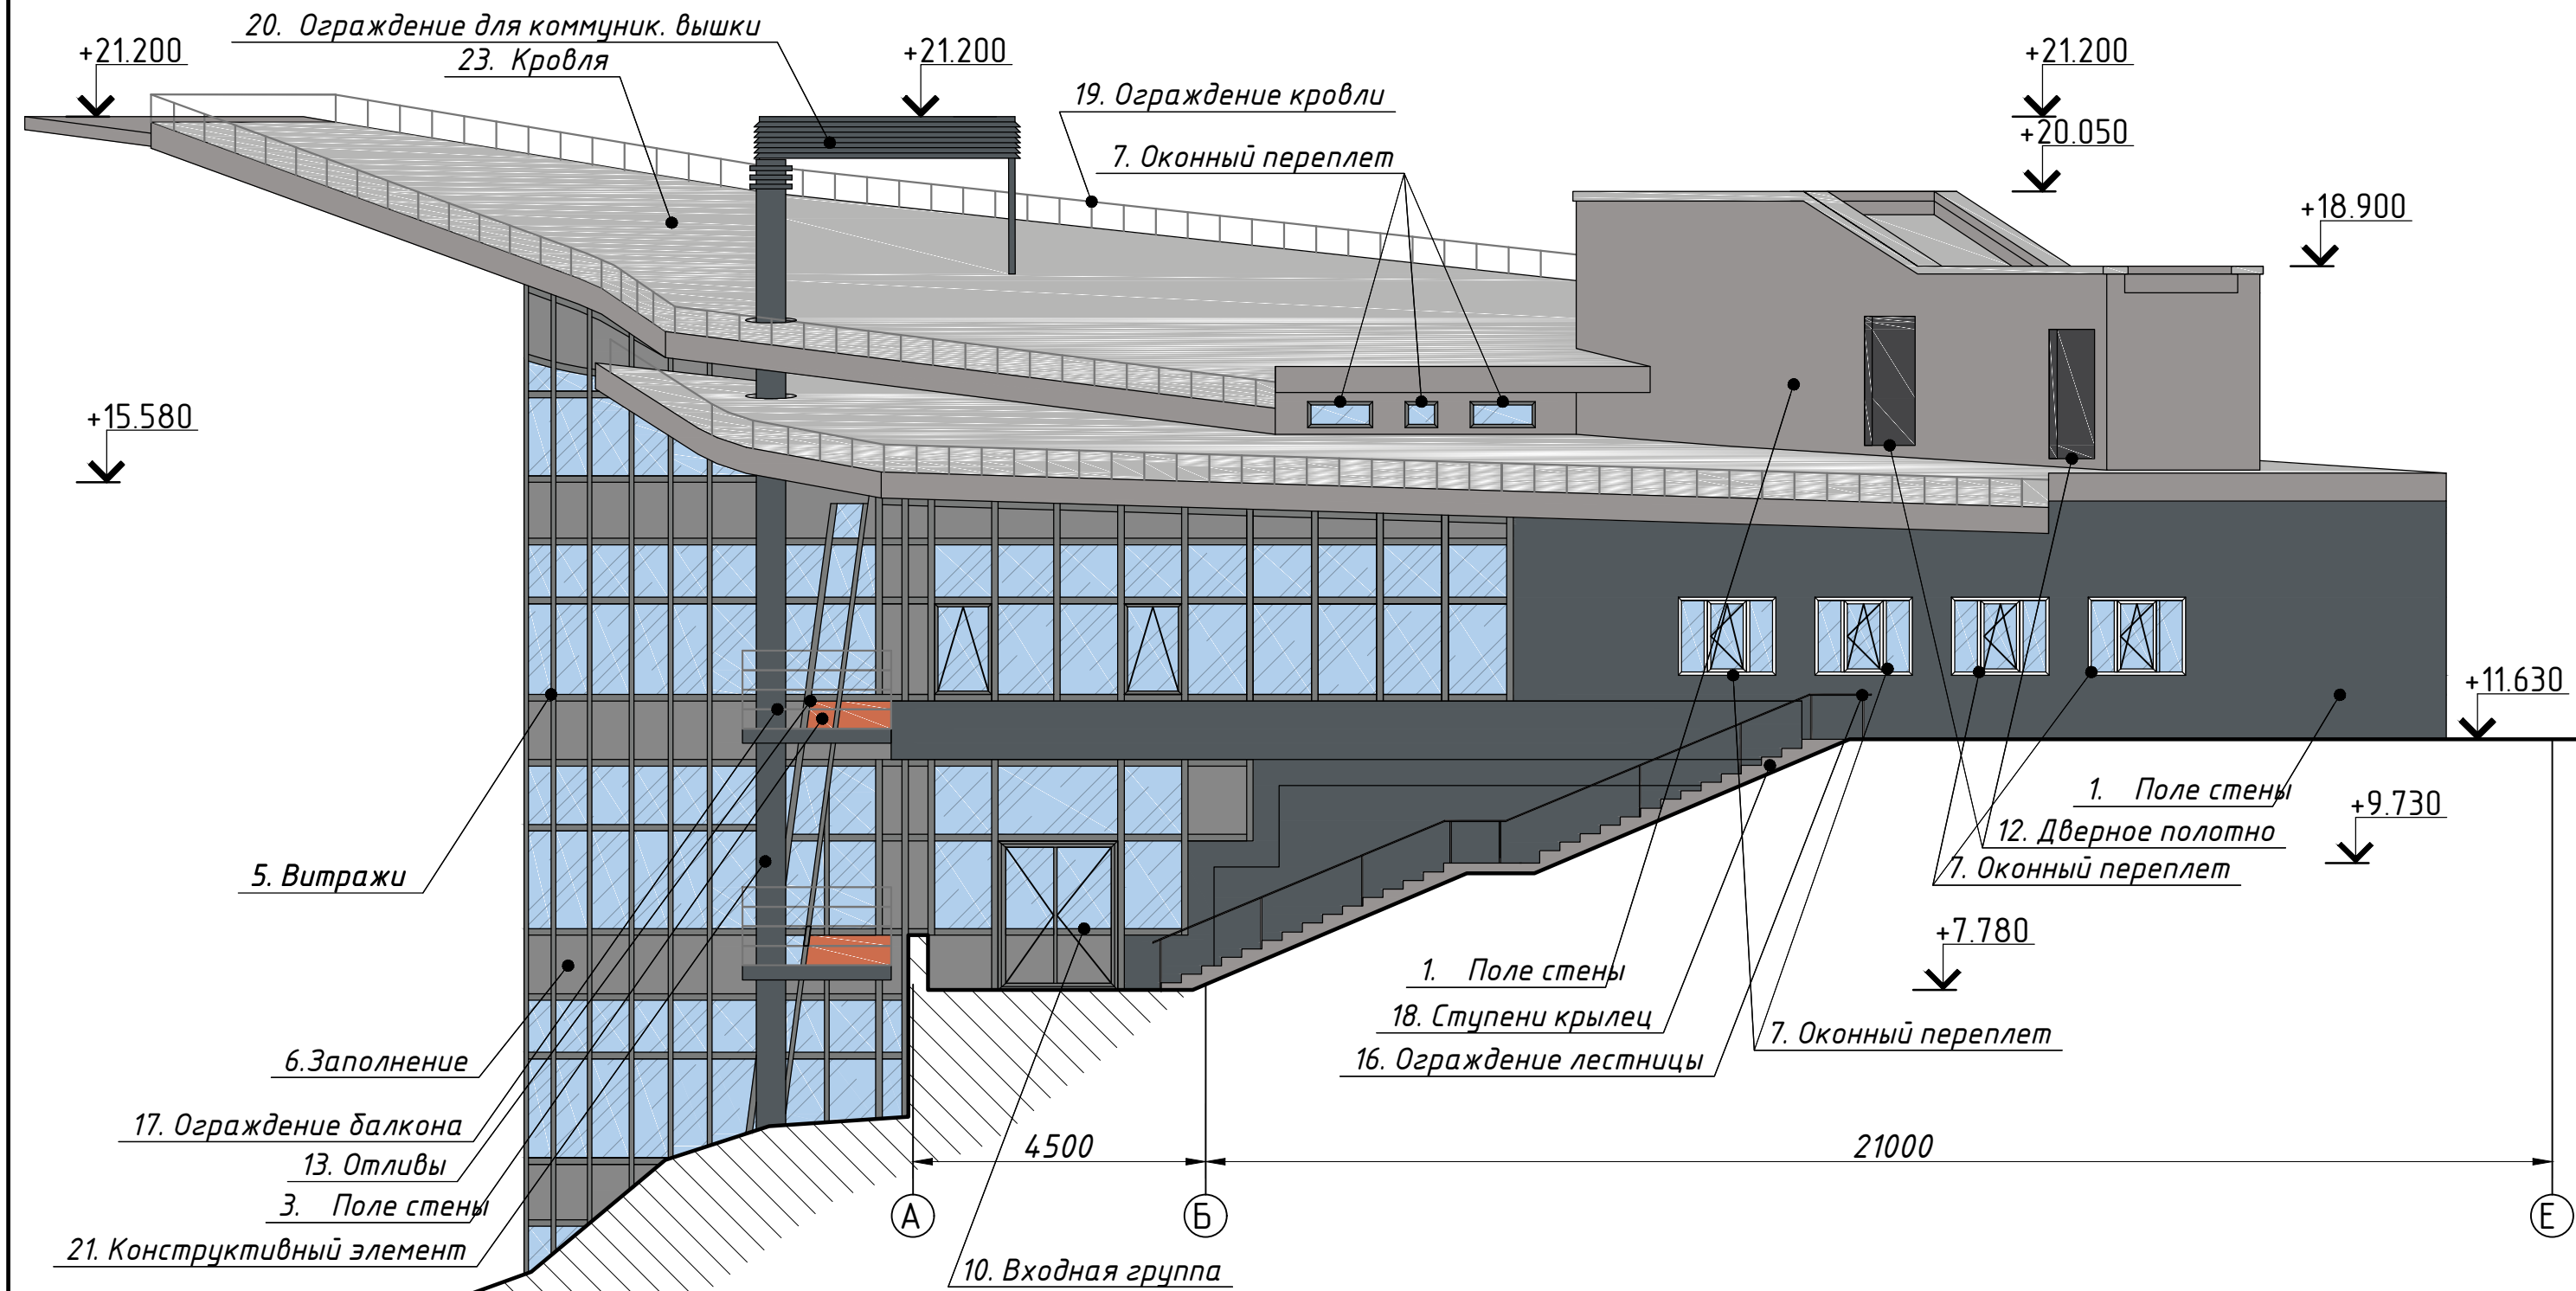 20. Ограждение для коммуник. вышки
+21.200
23. Кровля
+21.200
+21.200
19. Ограждение кровли
+20.050
7. Оконный переплет
+18.900
+15.580
+11.630
1. Поле стены
+9.730
12. Дверное полотно
7. Оконный переплет
5. Витражи
+7.780
1. Поле стены
18. Ступени крылец
7. Оконный переплет
16. Ограждение лестницы
6.Заполнение
17. Ограждение балкона
13. Отливы
3. Поле стены
21. Конструктивный элемент
4500
21000
А
Б
Е
10. Входная группа